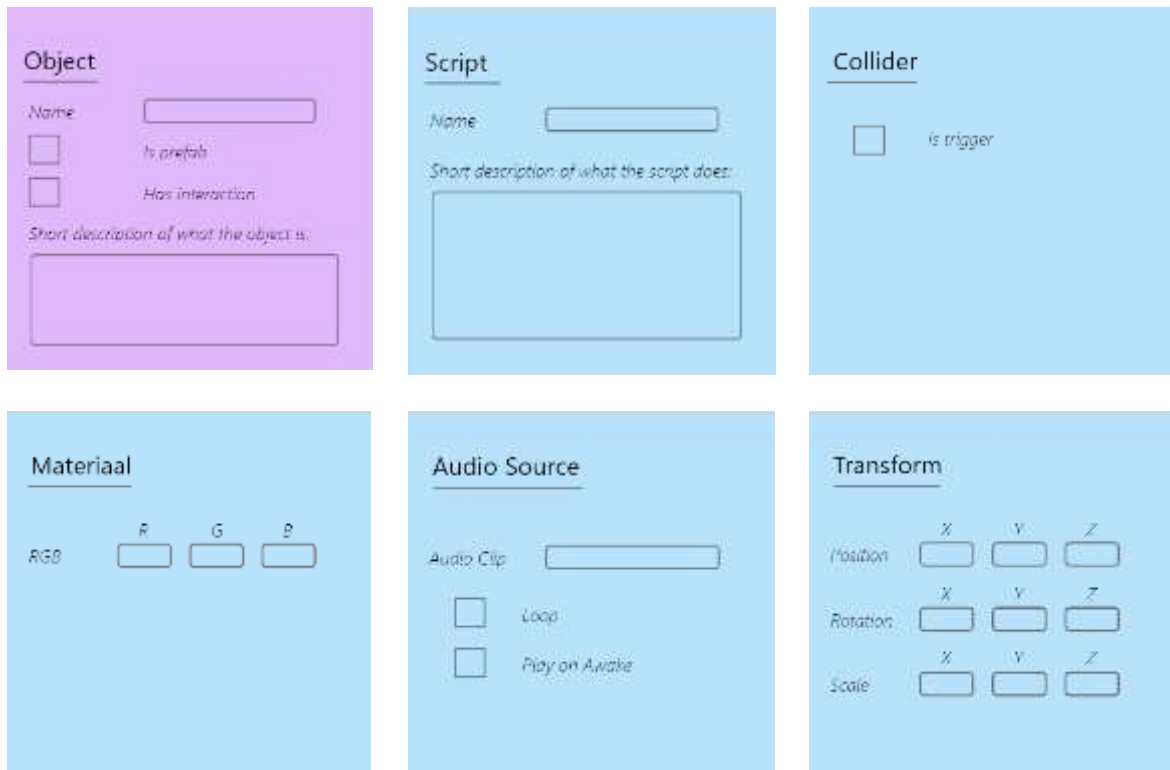 Object
Name
Is prefab
Has interaction
Short description of what the object is:
Script
Name
Short description of what the script does:
Collider
Is trigger
Materiaal
R G B
RGB
Audio Source
Audio Clip
Loop
Play on Awake
Transform
X Y Z
Position
X Y Z
Rotation
X Y Z
Scale